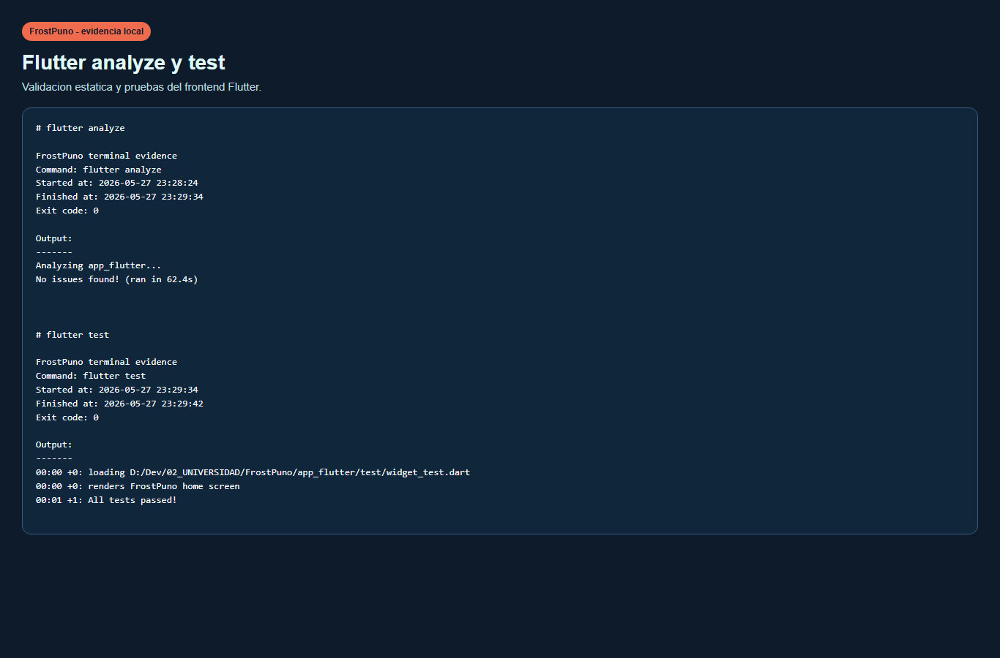 FrostPuno - evidencia local
Flutter analyze y test
Validacion estatica y pruebas del frontend Flutter.
# flutter analyze
FrostPuno terminal evidence
Command: flutter analyze
Started at: 2026-05-27 23:28:24
Finished at: 2026-05-27 23:29:34
Exit code: 0
Output:
-------
Analyzing app_flutter...
No issues found! (ran in 62.4s)
# flutter test
FrostPuno terminal evidence
Command: flutter test
Started at: 2026-05-27 23:29:34
Finished at: 2026-05-27 23:29:42
Exit code: 0
Output:
-------
00:00 +0: loading D:/Dev/02_UNIVERSIDAD/FrostPuno/app_flutter/test/widget_test.dart
00:00 +0: renders FrostPuno home screen
00:01 +1: All tests passed!